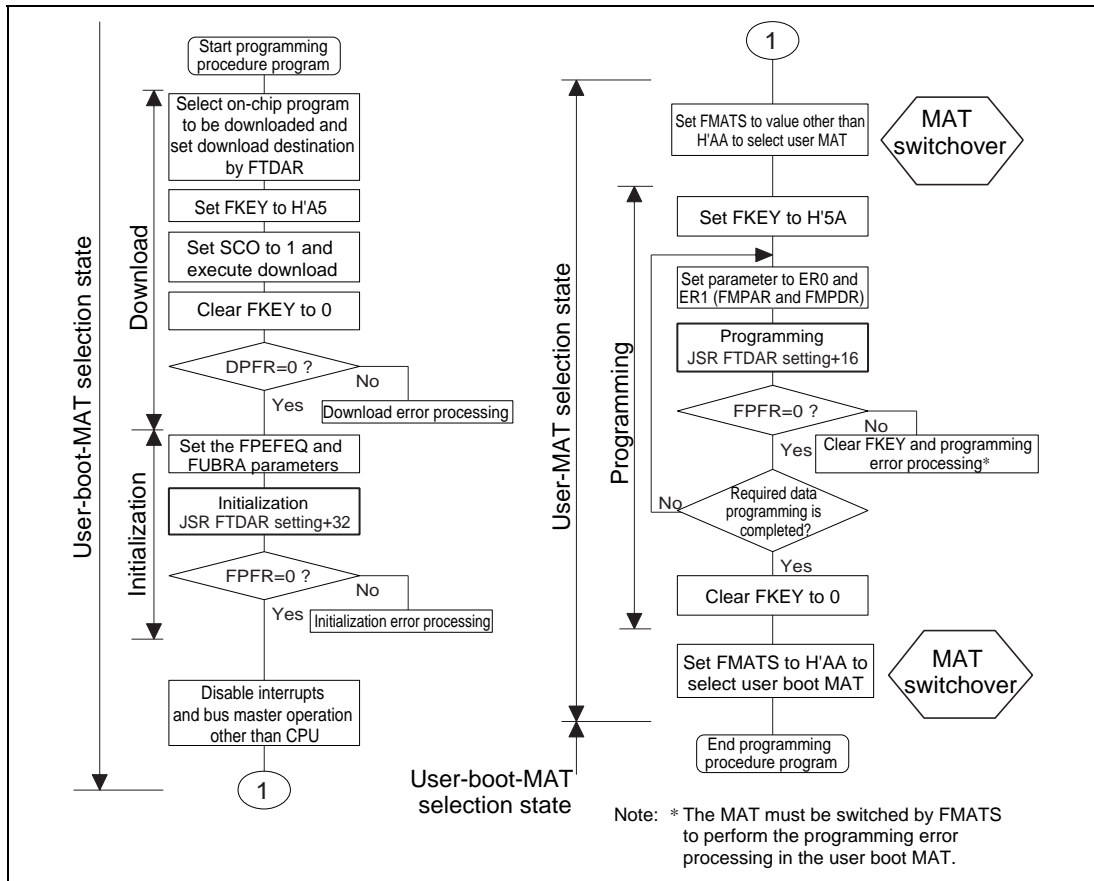 Start programming
procedure program
Select on-chip program
to be downloaded and
set download destination
by FTDAR
Set FKEY to H'A5
Set SCO to 1 and
execute download
Clear FKEY to 0
DPFR=0 ?
No
Yes
Download error processing
Set the FPEFEQ and
FUBRA parameters
Initialization
JSR FTDAR setting+32
FPFR=0 ?
No
Yes
Initialization error processing
Disable interrupts
and bus master operation
other than CPU
1
User-boot-MAT selection state
Download
Initialization
1
Set FMATS to value other than
H'AA to select user MAT
MAT
switchover
Set FKEY to H'5A
Set parameter to ER0 and
ER1 (FMPAR and FMPDR)
Programming
JSR FTDAR setting+16
FPFR=0 ?
No
Yes
Clear FKEY and programming
error processing*
No
Required data
programming is
completed?
Yes
Clear FKEY to 0
Set FMATS to H'AA to
select user boot MAT
MAT
switchover
End programming
procedure program
User-MAT selection state
Programming
User-boot-MAT
selection state
Note: * The MAT must be switched by FMATS
to perform the programming error
processing in the user boot MAT.